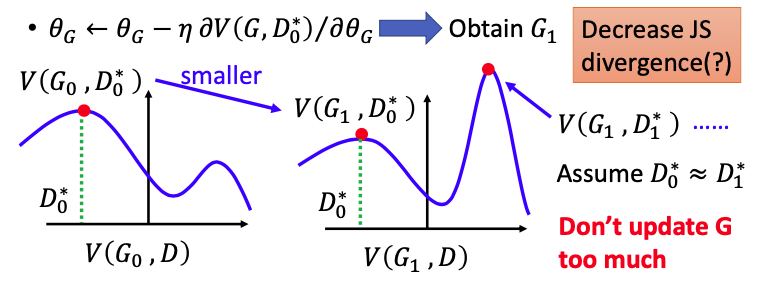 • θ_G ← θ_G − η ∂V(G, D_0^*)/∂θ_G Obtain G_1
Decrease JS
divergence(?)
V(G_0 , D_0^*)
smaller
V(G_1 , D_0^*)
V(G_1 , D_1^*) ……
Assume D_0^* ≈ D_1^*
D_0^*
D_0^*
Don’t update G
too much
V(G_0 , D)
V(G_1 , D)